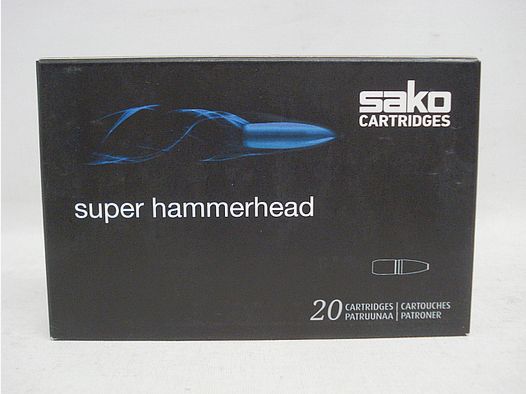 sako
CARTRIDGES
super hammerhead
20 CARTRIDGES | CARTOUCHES
PATRUUNAA | PATRONER